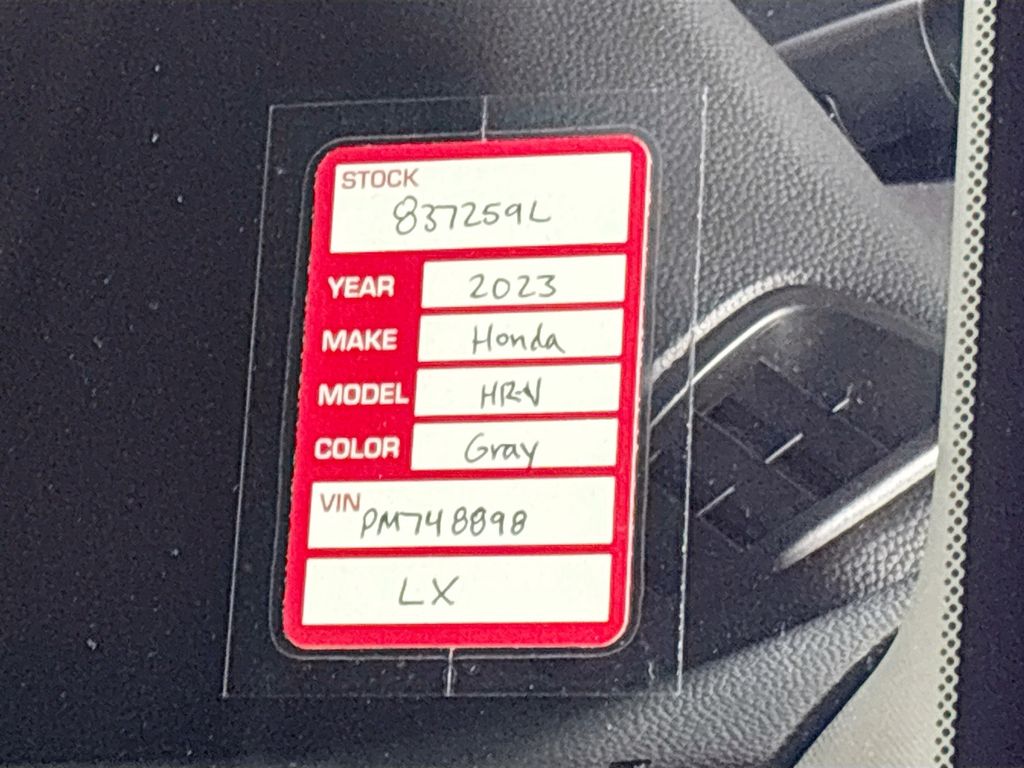 STOCK
837259L
YEAR 2023
MAKE Honda
MODEL HR-V
COLOR Gray
VIN PM748898
LX